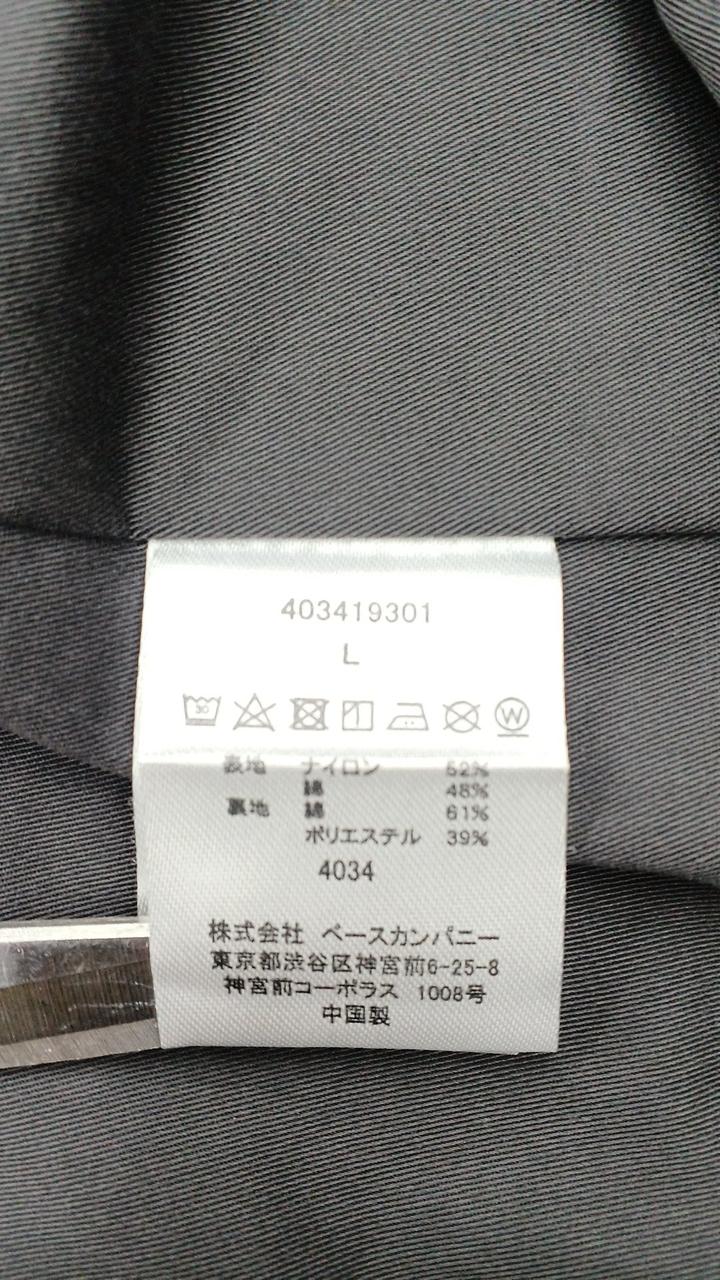 403419301
L
30 W
表地 ナイロン 52%
綿 48%
裏地 綿 61%
ポリエステル 39%
4034
株式会社 ベースカンパニー
東京都渋谷区神宮前6-25-8
神宮前コーポラス 1008号
中国製